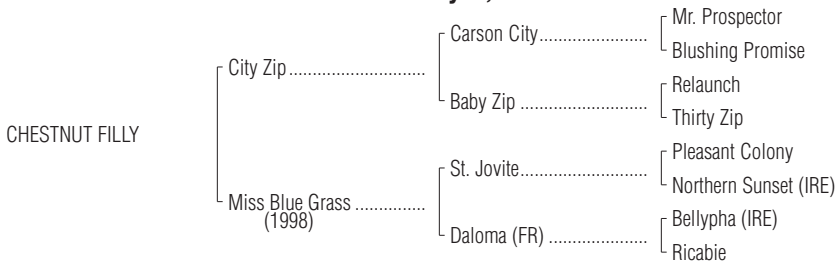 Mr. Prospector
Carson City
Blushing Promise
City Zip
Relaunch
Baby Zip
Thirty Zip
CHESTNUT FILLY
Pleasant Colony
St. Jovite
Northern Sunset (IRE)
Miss Blue Grass
(1998)
Bellypha (IRE)
Daloma (FR)
Ricabie